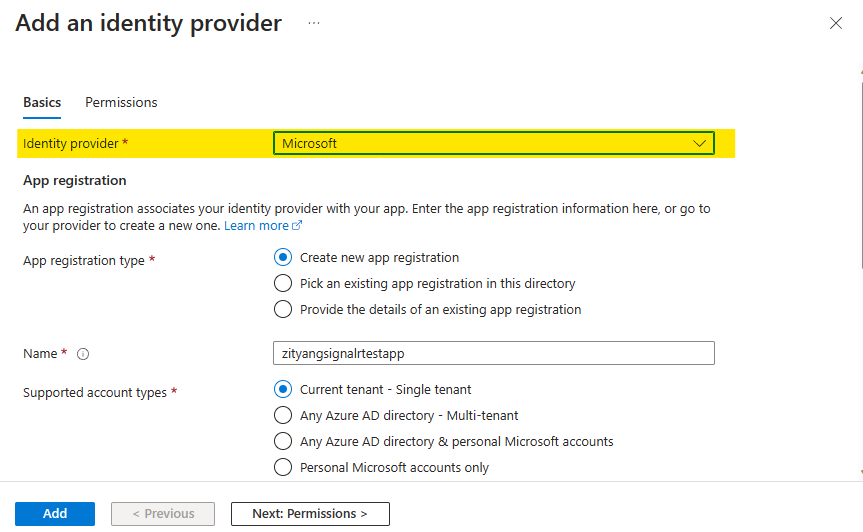 Add an identity provider ...
Basics Permissions
Identity provider * Microsoft
App registration
An app registration associates your identity provider with your app. Enter the app registration information here, or go to
your provider to create a new one. Learn more
App registration type * Create new app registration
Pick an existing app registration in this directory
Provide the details of an existing app registration
Name * zityangsignalrtestapp
Supported account types * Current tenant - Single tenant
Any Azure AD directory - Multi-tenant
Any Azure AD directory & personal Microsoft accounts
Personal Microsoft accounts only
Add < Previous Next: Permissions >